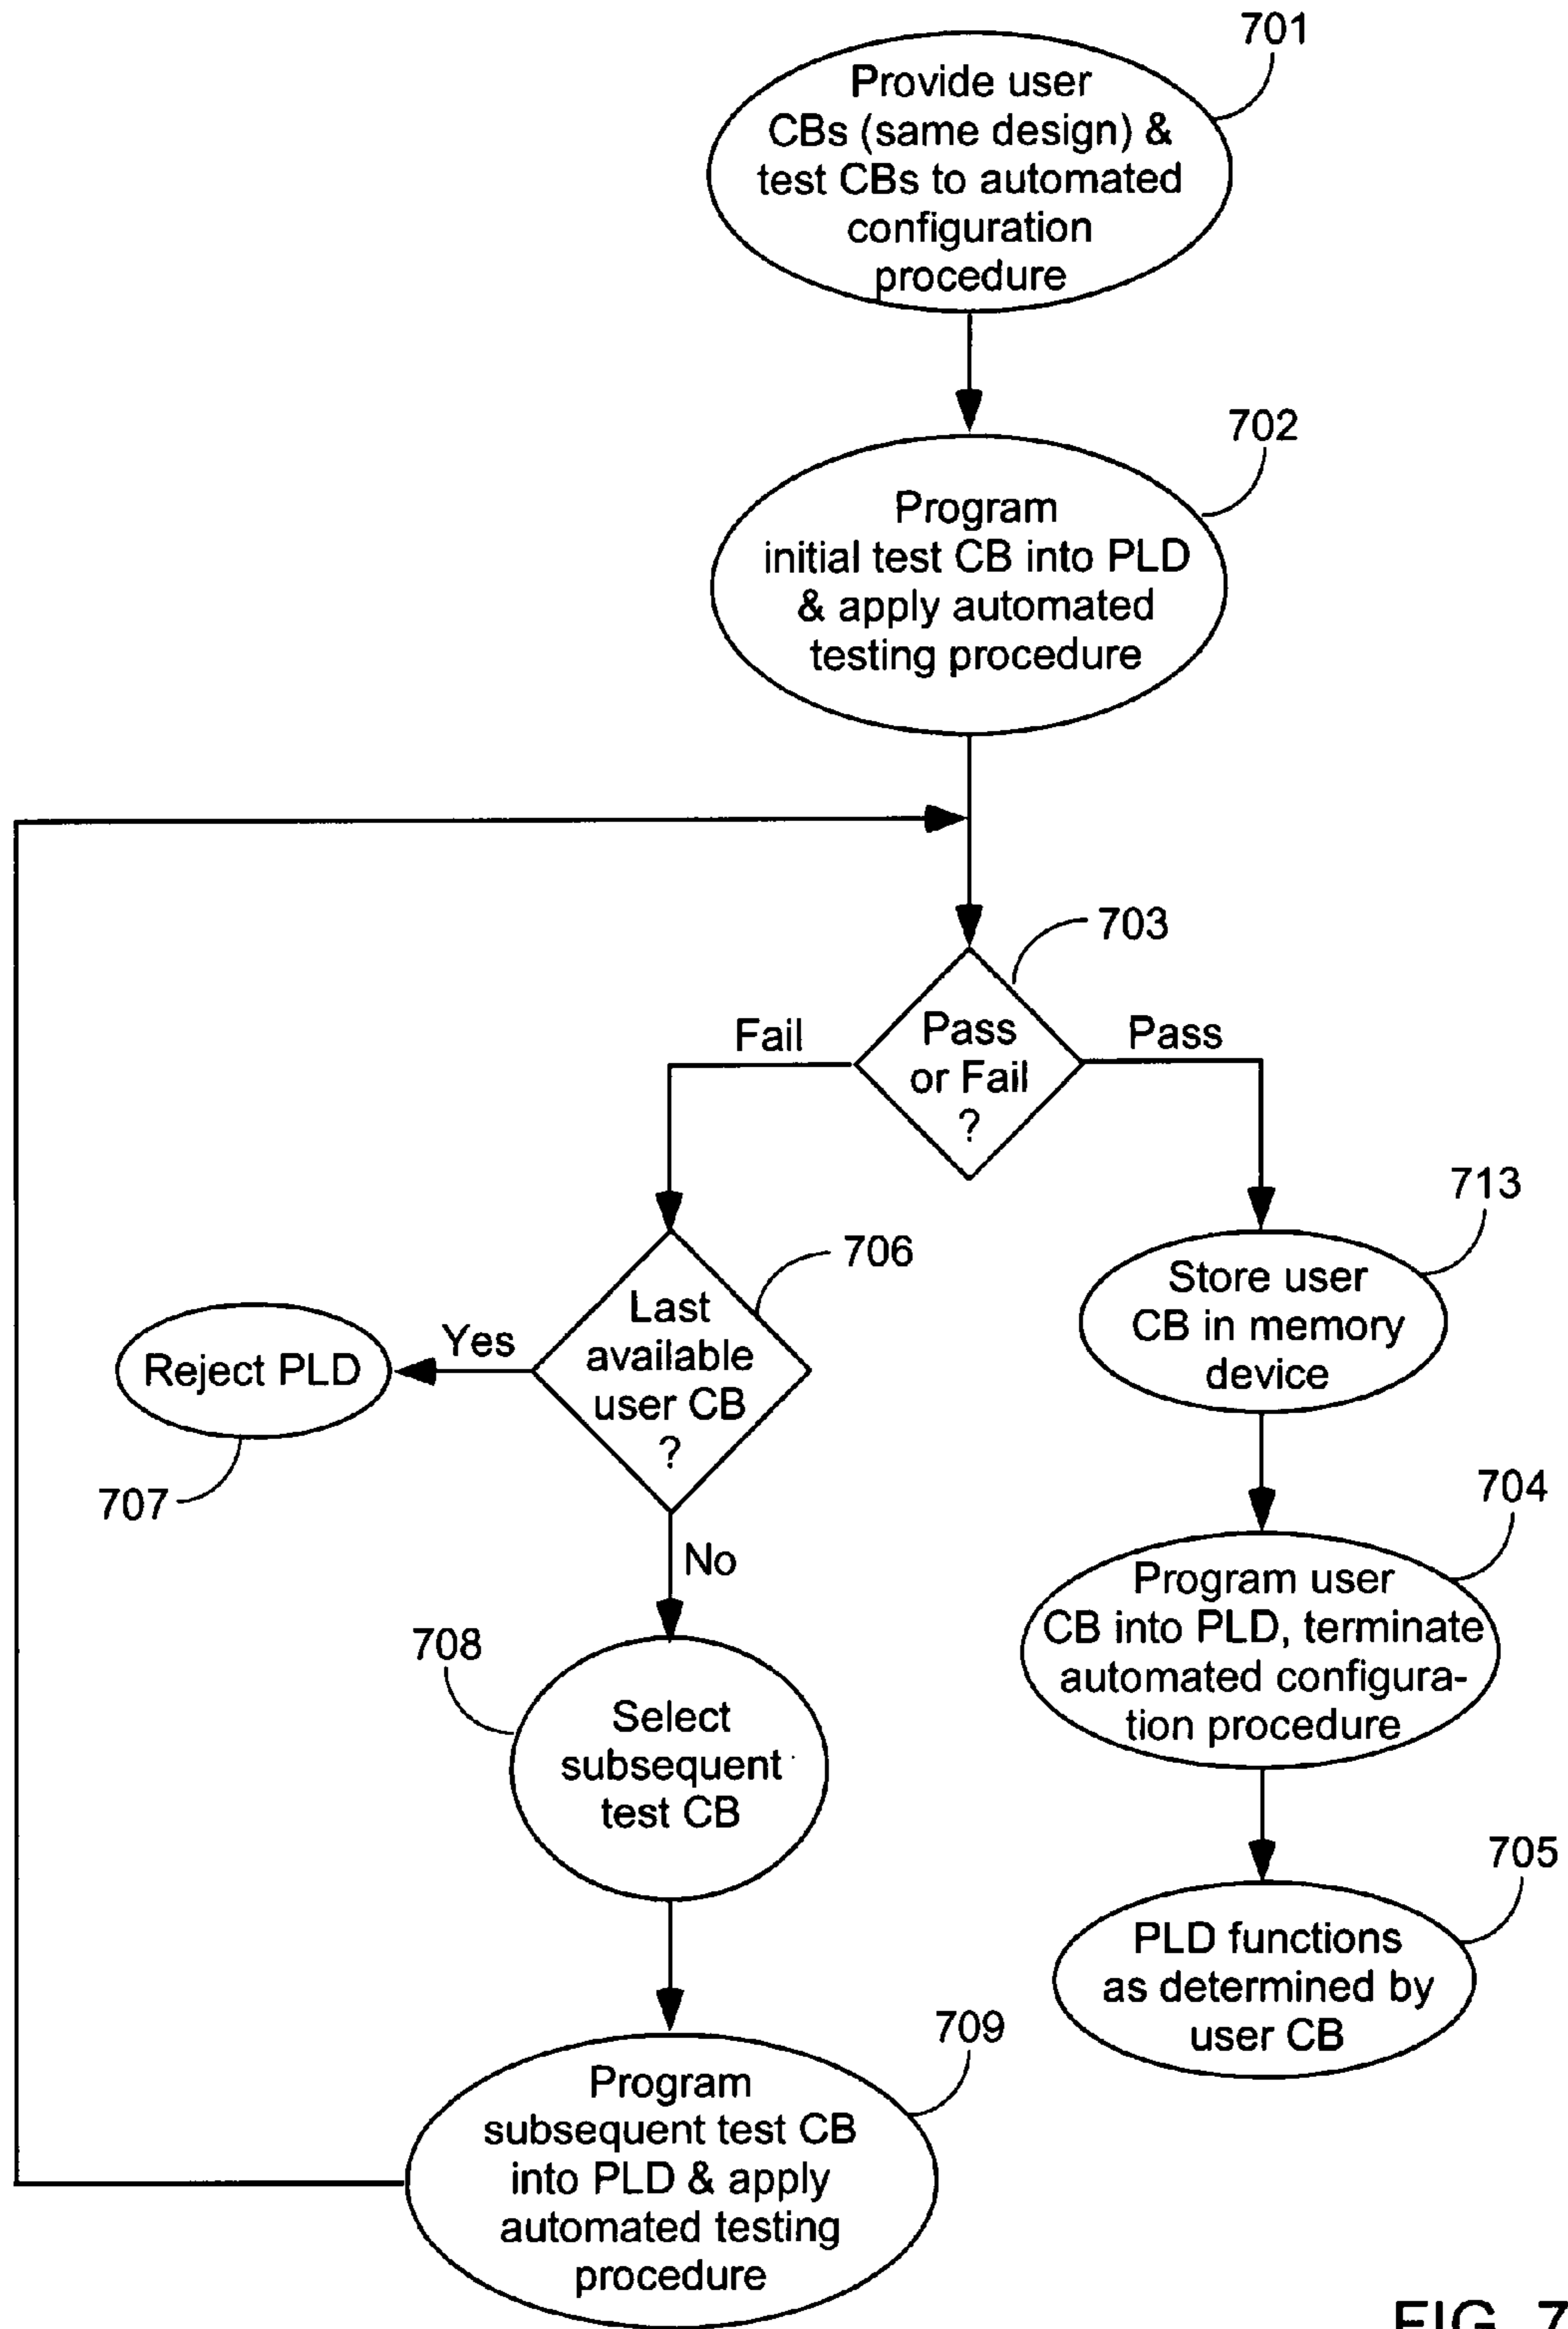 701
Provide user
CBs (same design) &
test CBs to automated
configuration
procedure
702
Program
initial test CB into PLD
& apply automated
testing procedure
703
Pass
or Fail
?
Fail
Pass
713
Store user
CB in memory
device
706
Last
available
user CB
?
Yes
Reject PLD
707
No
704
Program user
CB into PLD, terminate
automated configura-
tion procedure
708
Select
subsequent
test CB
705
PLD functions
as determined by
user CB
709
Program
subsequent test CB
into PLD & apply
automated testing
procedure
FIG. 7